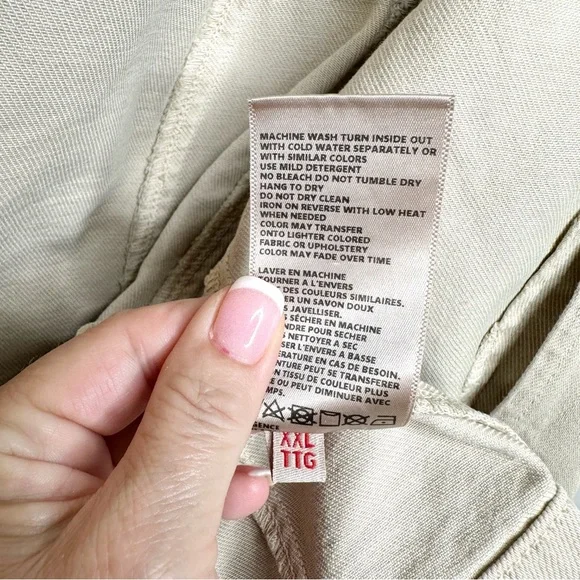 MACHINE WASH TURN INSIDE OUT
WITH COLD WATER SEPARATELY OR
WITH SIMILAR COLORS
USE MILD DETERGENT
NO BLEACH DO NOT TUMBLE DRY
HANG TO DRY
DO NOT DRY CLEAN
IRON ON REVERSE WITH LOW HEAT
WHEN NEEDED
COLOR MAY TRANSFER
ONTO LIGHTER COLORED
FABRIC OR UPHOLSTERY
COLOR MAY FADE OVER TIME
LAVER EN MACHINE
TOURNER A L'ENVERS
DES COULEURS SIMILAIRES.
UN SAVON DOUX
JAVELLISER.
SÉCHER EN MACHINE
POUR SECHER
NETTOYER A SEC
L'ENVERS A BASSE
EN CAS DE BESOIN.
PEUT SE TRANSFERER
TISSU DE COULEUR PLUS
OU PEUT DIMINUER AVEC
XXL
TTG